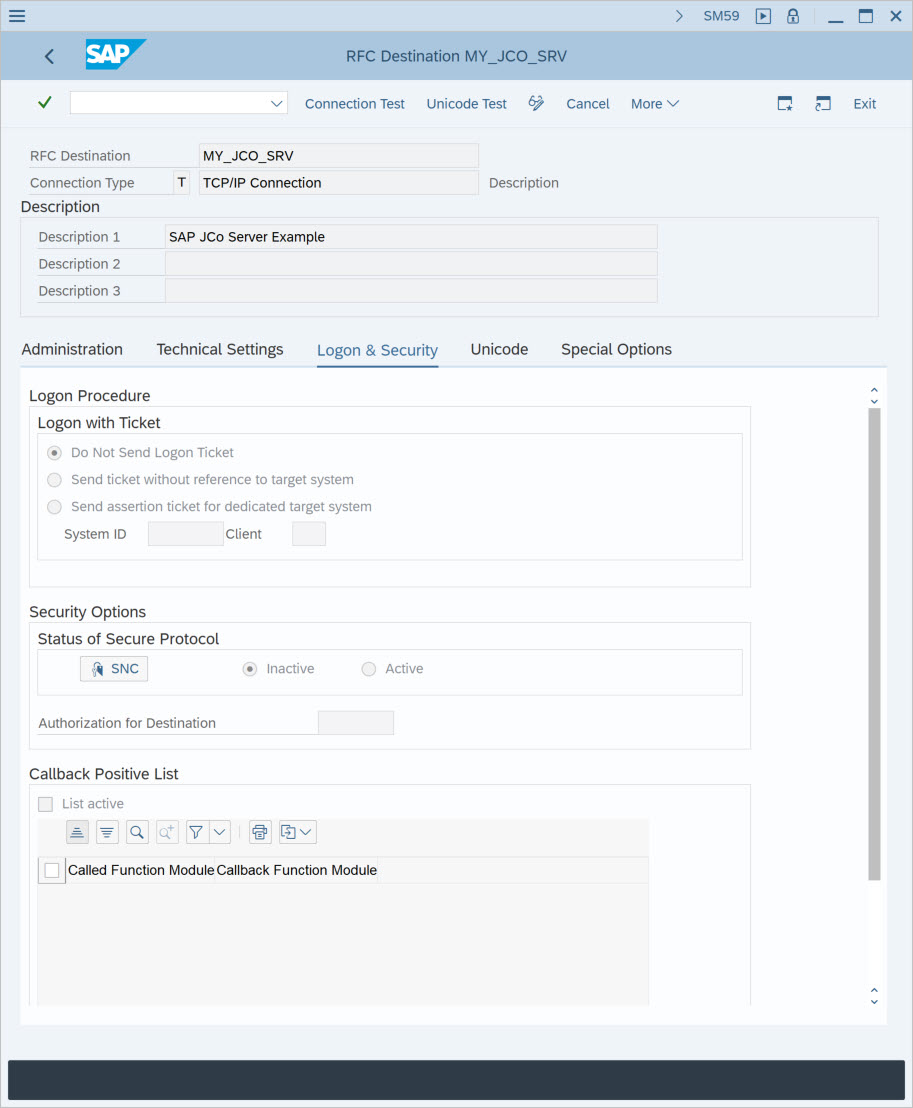 SM59
SAP RFC Destination MY_JCO_SRV
Connection Test Unicode Test Cancel More Exit
RFC Destination MY_JCO_SRV
Connection Type T TCP/IP Connection Description
Description
Description 1 SAP JCo Server Example
Description 2
Description 3
Administration Technical Settings Logon & Security Unicode Special Options
Logon Procedure
Logon with Ticket
Do Not Send Logon Ticket
Send ticket without reference to target system
Send assertion ticket for dedicated target system
System ID Client
Security Options
Status of Secure Protocol
SNC Inactive Active
Authorization for Destination
Callback Positive List
List active
Called Function Module Callback Function Module